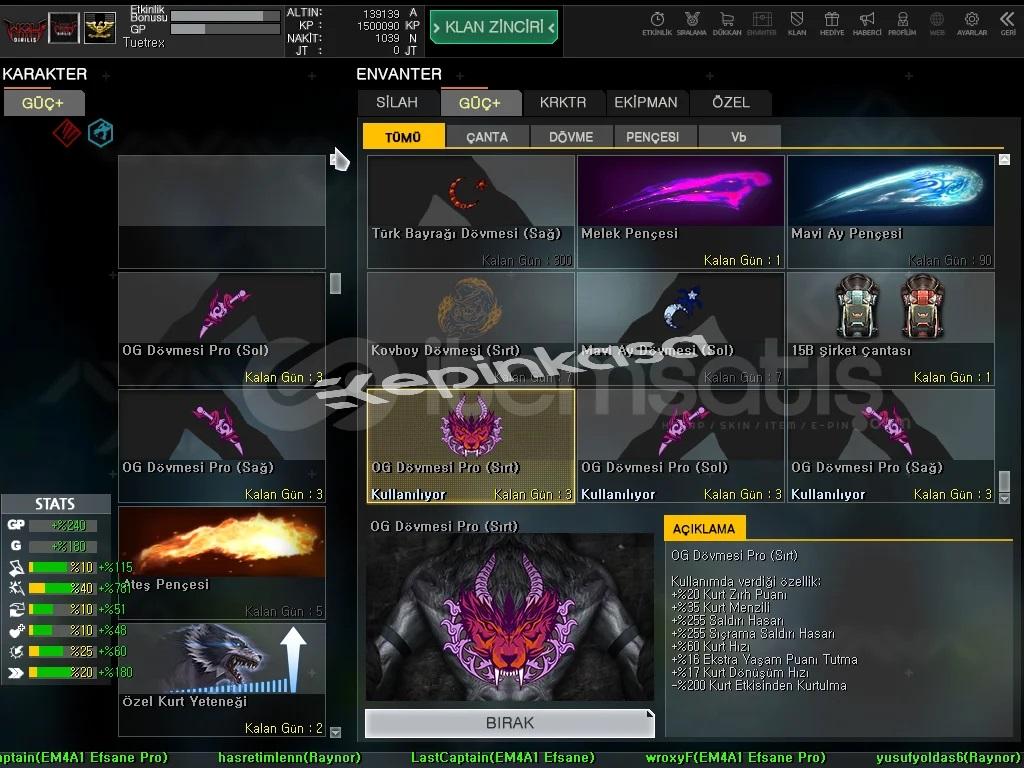 Etkinlik
Bonusu
GP
Tuetrex
ALTIN: 139139 A
KP : 1500090 KP
NAKİT: 1039 N
JT : 0 JT
KLAN ZİNCİRİ
ETKİNLİK SIRALAMA DÜKKAN ENVANTER KLAN HEDİYE HABERCİ PROFİLİM WEB AYARLAR GERİ
KARAKTER
GÜÇ+
ENVANTER
SİLAH GÜÇ+ KRKTR EKİPMAN ÖZEL
TÜMÜ ÇANTA DÖVME PENÇESI Vb
OG Dövmesi Pro (Sol)
Kalan Gün : 3
OG Dövmesi Pro (Sağ)
Kalan Gün : 3
Ateş Pençesi
Kalan Gün : 5
Özel Kurt Yeteneği
Kalan Gün : 2
STATS
GP +%240
G +%180
%10 +%115
%40
%10 +%51
%10 +%48
%25 +%60
%20 +%180
Türk Bayrağı Dövmesi (Sağ)
Kalan Gün : 300
Melek Pençesi
Kalan Gün : 1
Mavi Ay Pençesi
Kalan Gün : 90
Kovboy Dövmesi (Sırt)
Kalan Gün : 7
Mavi Ay Dövmesi (Sol)
Kalan Gün : 7
15B Şirket Çantası
Kalan Gün : 1
epinkasa
itemsatis
.com
OG Dövmesi Pro (Sırt)
Kullanılıyor Kalan Gün : 3
OG Dövmesi Pro (Sol)
Kullanılıyor Kalan Gün : 3
OG Dövmesi Pro (Sağ)
Kullanılıyor Kalan Gün : 3
OG Dövmesi Pro (Sırt)
BIRAK
AÇIKLAMA
OG Dövmesi Pro (Sırt)
Kullanımda verdiği özellik:
+%20 Kurt Zırh Puanı
+%35 Kurt Menzili
+%255 Saldırı Hasarı
+%255 Sıçrama Saldırı Hasarı
+%60 Kurt Hızı
+%16 Ekstra Yaşam Puanı Tutma
+%17 Kurt Dönüşüm Hızı
-%200 Kurt Etkisinden Kurtulma
aptain(EM4A1 Efsane Pro) hasretimlenn(Raynor) LastCaptain(EM4A1 Efsane) wroxyF(EM4A1 Efsane Pro) yusufyoldas6(Raynor)